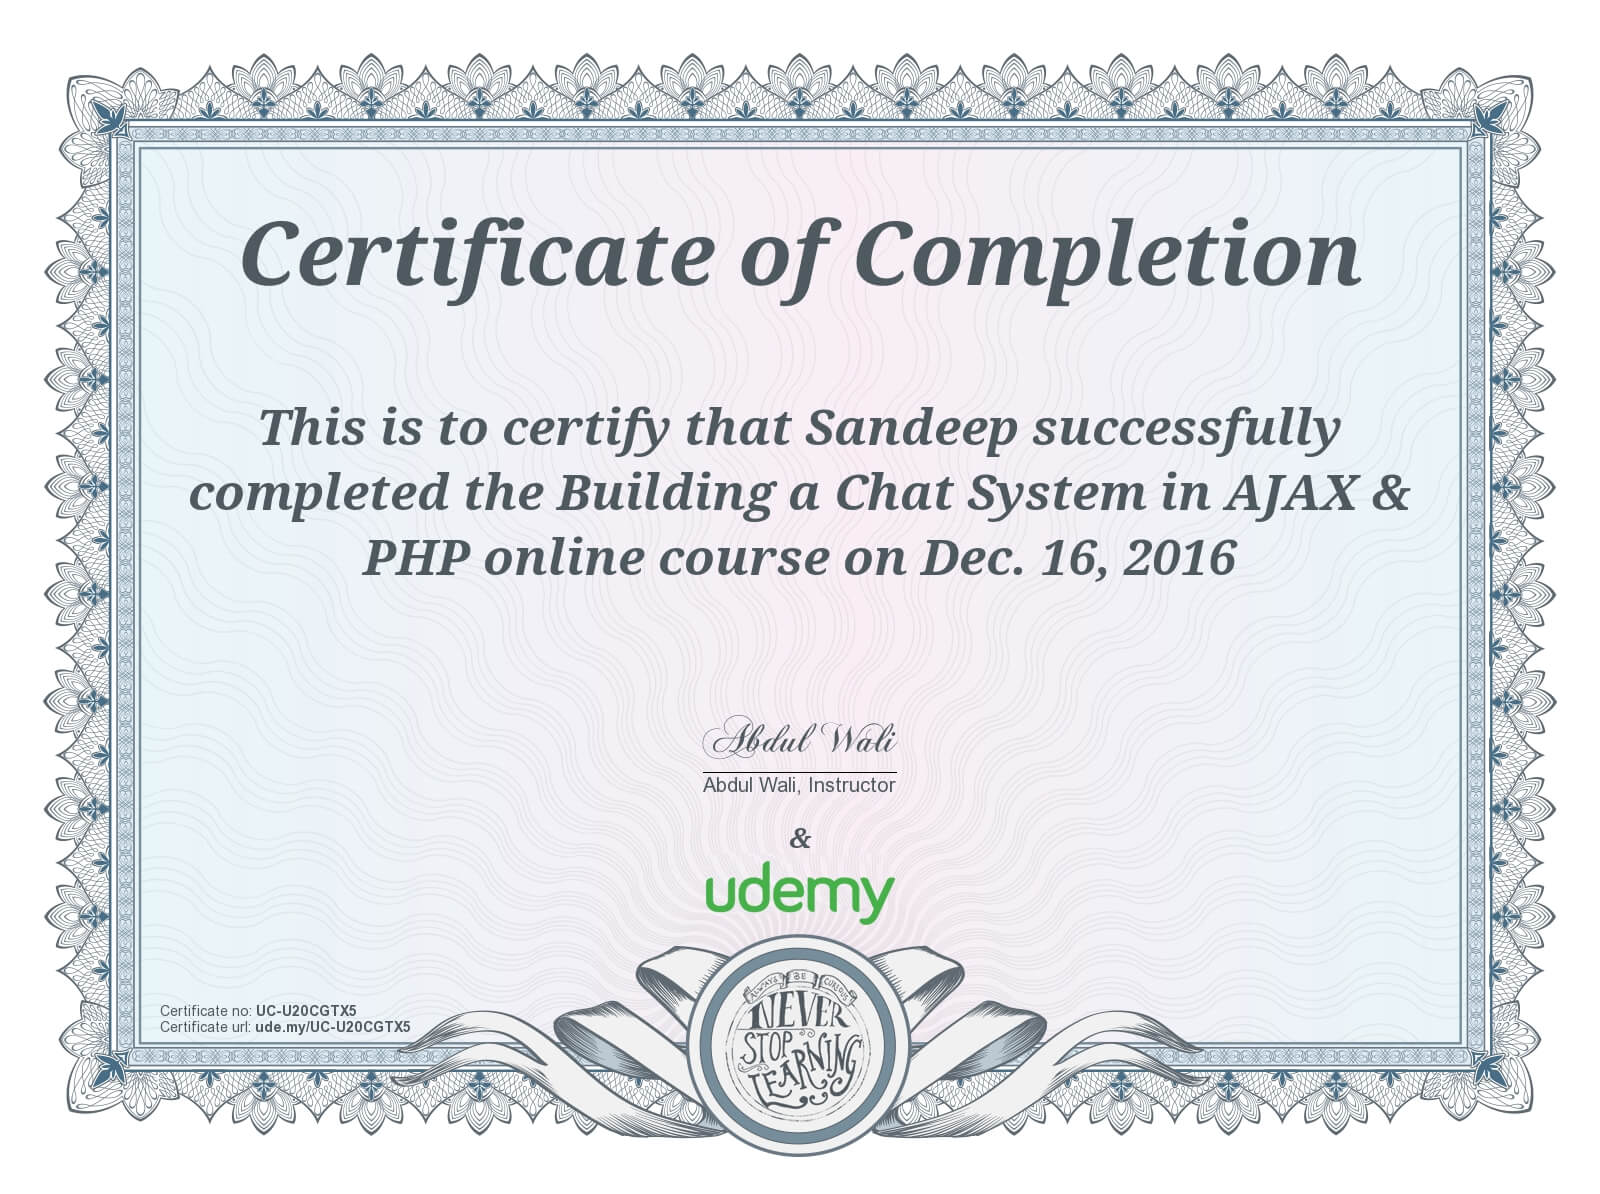 Certificate of Completion
This is to certify that Sandeep successfully
completed the Building a Chat System in AJAX &
PHP online course on Dec. 16, 2016
Abdul Wali
Abdul Wali, Instructor
&
udemy
Certificate no: UC-U20CGTX5
Certificate url: ude.my/UC-U20CGTX5
ALWAYS BE CURIOUS
NEVER
STOP
LEARNING